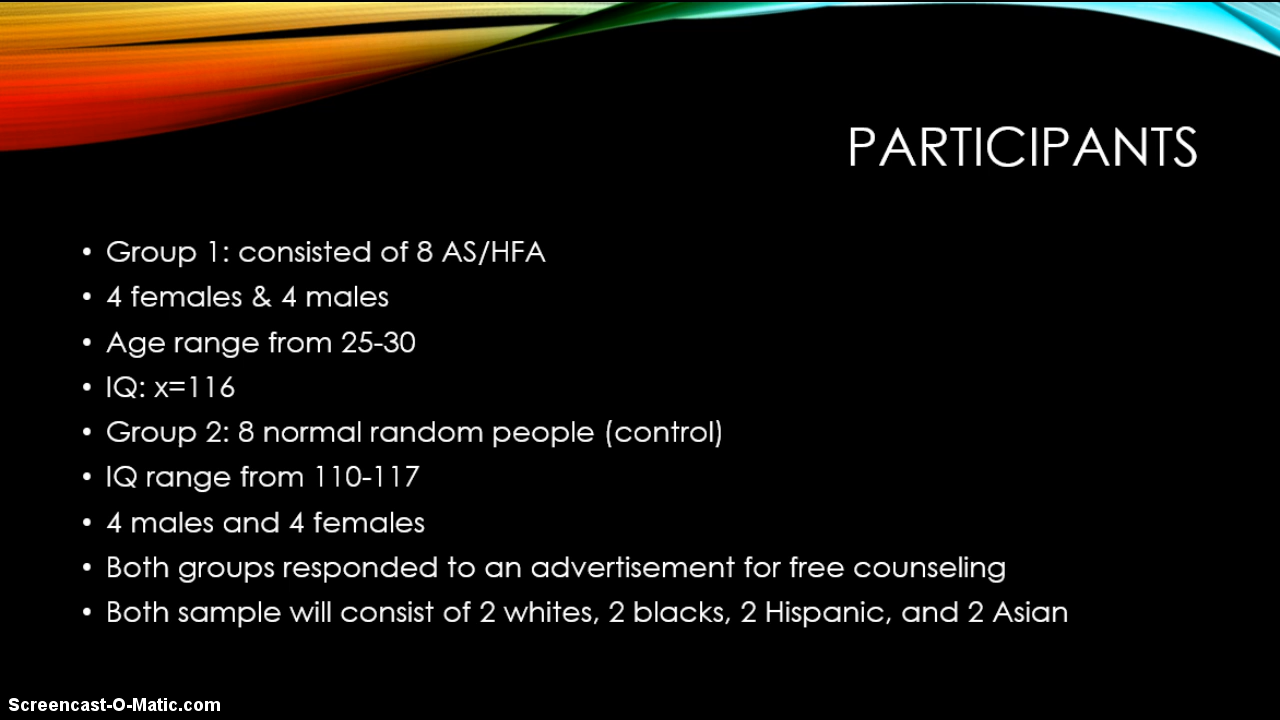 PARTICIPANTS
• Group 1: consisted of 8 AS/HFA
• 4 females & 4 males
• Age range from 25-30
• IQ: x=116
• Group 2: 8 normal random people (control)
• IQ range from 110-117
• 4 males and 4 females
• Both groups responded to an advertisement for free counseling
• Both sample will consist of 2 whites, 2 blacks, 2 Hispanic, and 2 Asian
Screencast-O-Matic.com